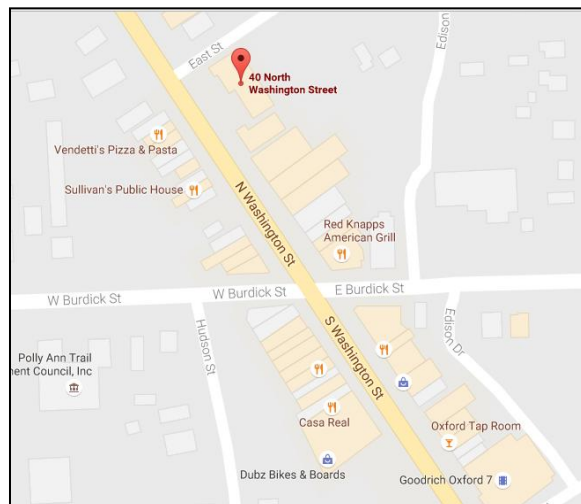 Edison
East St
40 North
Washington Street
Vendetti's Pizza & Pasta
Sullivan's Public House
N Washington St
Red Knapps
American Grill
W Burdick St
W Burdick St
E Burdick St
Hudson St
S Washington St
Edison Dr
Polly Ann Trail
ment Council, Inc
Casa Real
Oxford Tap Room
Dubz Bikes & Boards
Goodrich Oxford 7